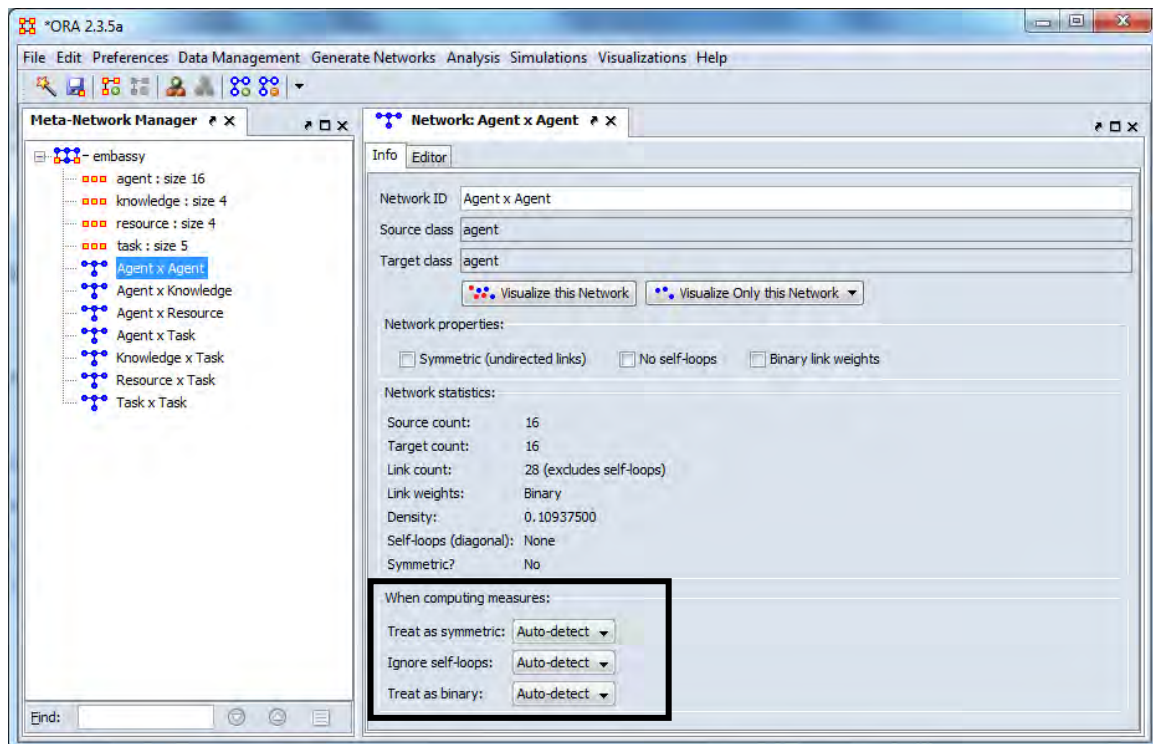 *ORA 2.3.5a
File Edit Preferences Data Management Generate Networks Analysis Simulations Visualizations Help
Meta-Network Manager
embassy
agent : size 16
knowledge : size 4
resource : size 4
task : size 5
Agent x Agent
Agent x Knowledge
Agent x Resource
Agent x Task
Knowledge x Task
Resource x Task
Task x Task
Find:
Network: Agent x Agent
Info Editor
Network ID Agent x Agent
Source class agent
Target class agent
Visualize this Network Visualize Only this Network
Network properties:
Symmetric (undirected links) No self-loops Binary link weights
Network statistics:
Source count: 16
Target count: 16
Link count: 28 (excludes self-loops)
Link weights: Binary
Density: 0.10937500
Self-loops (diagonal): None
Symmetric? No
When computing measures:
Treat as symmetric: Auto-detect
Ignore self-loops: Auto-detect
Treat as binary: Auto-detect